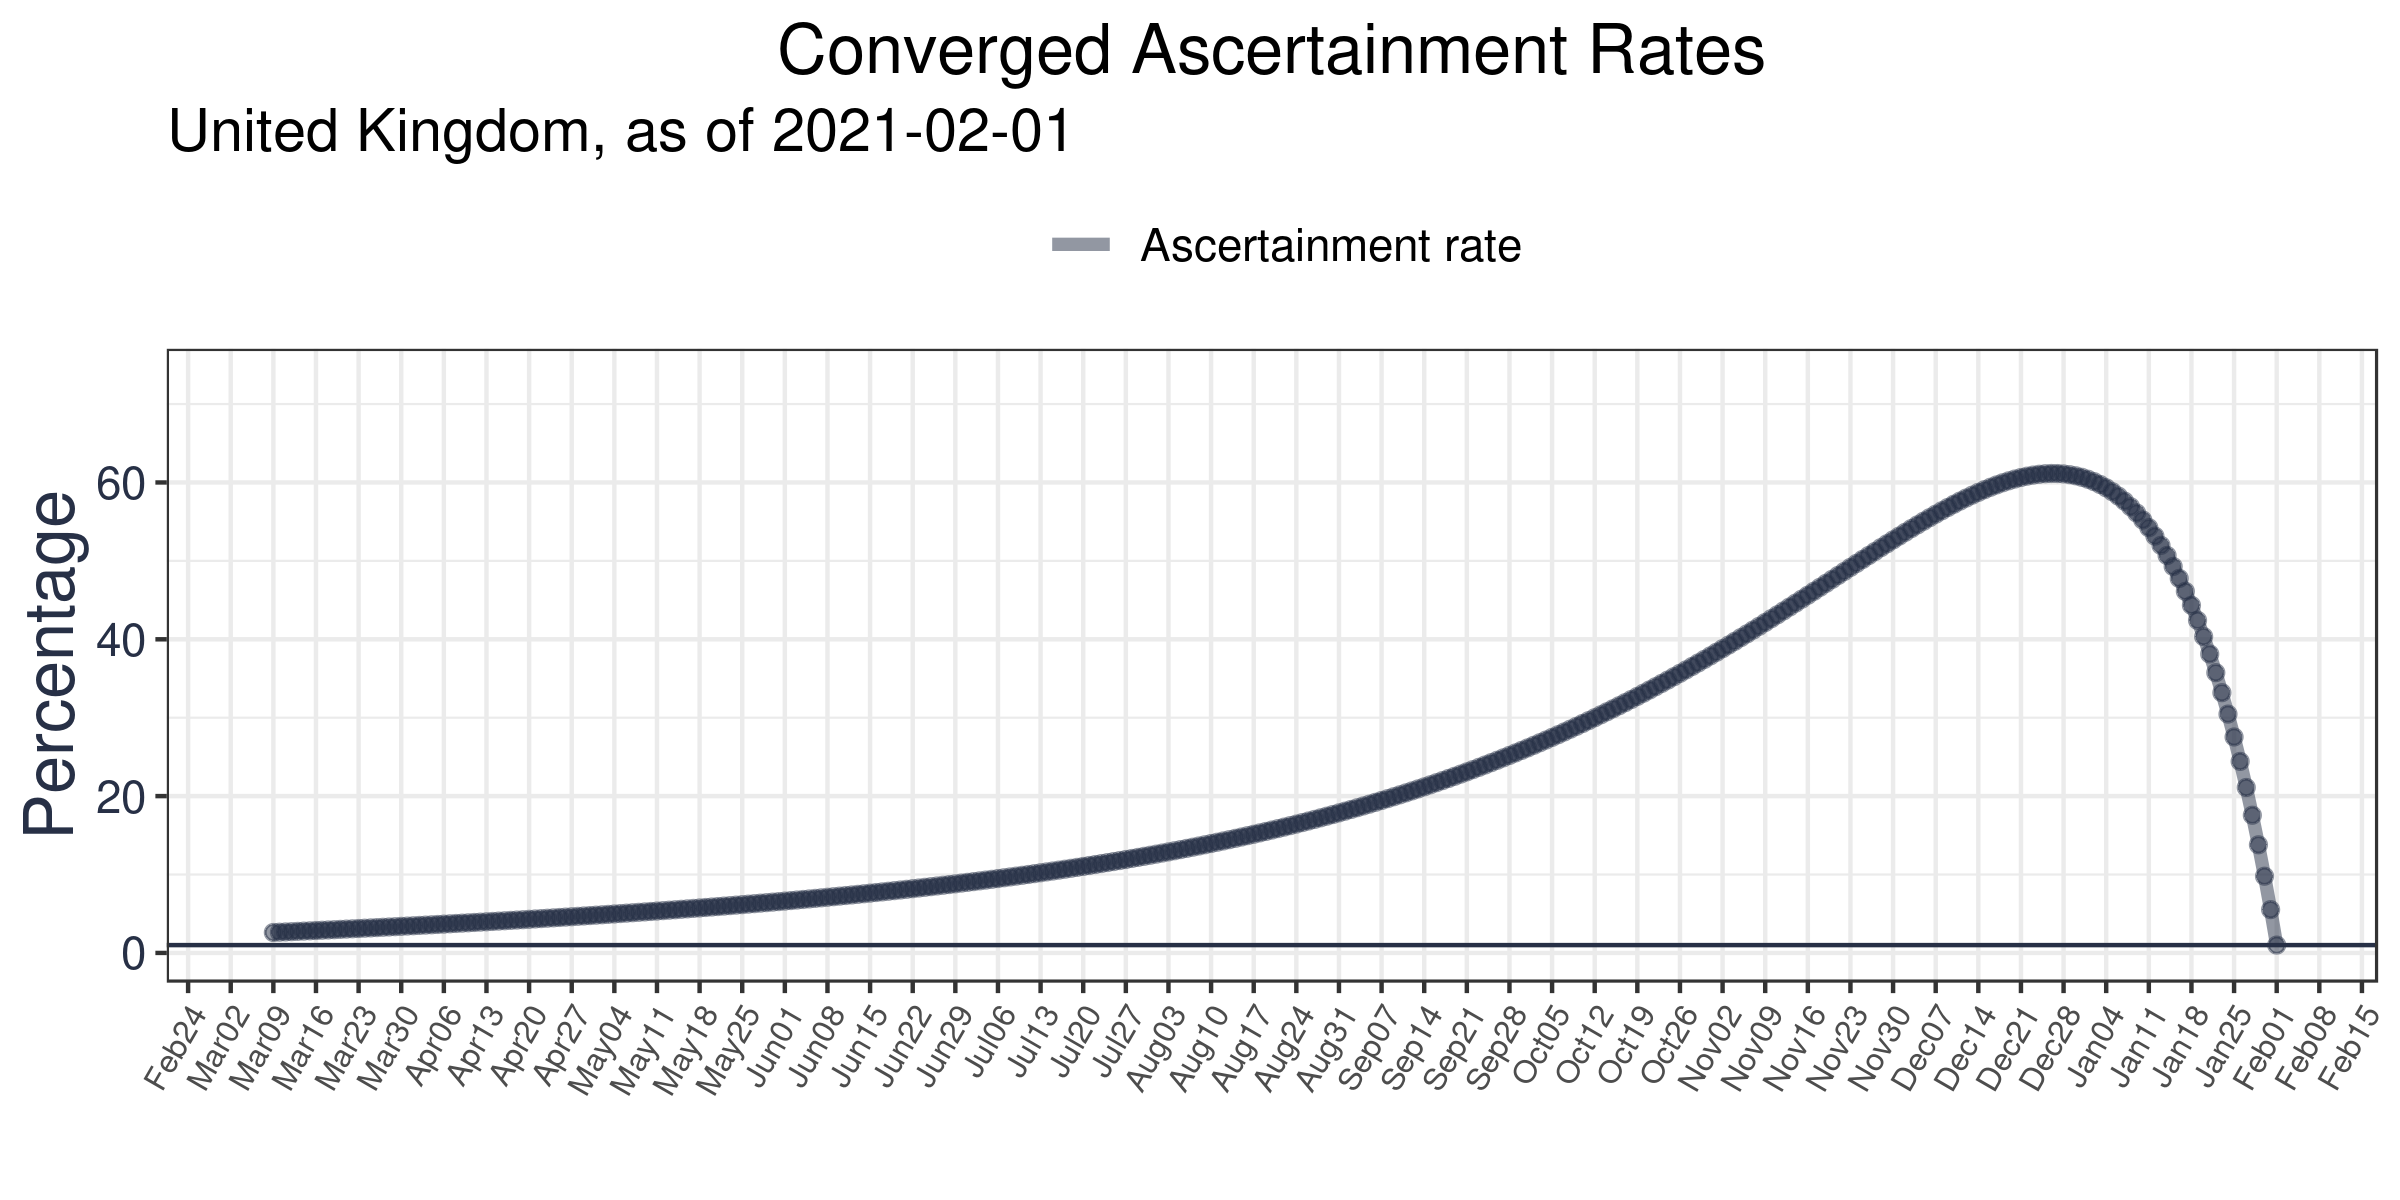 Converged Ascertainment Rates
United Kingdom, as of 2021-02-01
Ascertainment rate
Percentage
60
40
20
0
Feb24
Mar02
Mar09
Mar16
Mar23
Mar30
Apr06
Apr13
Apr20
Apr27
May04
May11
May18
May25
Jun01
Jun08
Jun15
Jun22
Jun29
Jul06
Jul13
Jul20
Jul27
Aug03
Aug10
Aug17
Aug24
Aug31
Sep07
Sep14
Sep21
Sep28
Oct05
Oct12
Oct19
Oct26
Nov02
Nov09
Nov16
Nov23
Nov30
Dec07
Dec14
Dec21
Dec28
Jan04
Jan11
Jan18
Jan25
Feb01
Feb08
Feb15